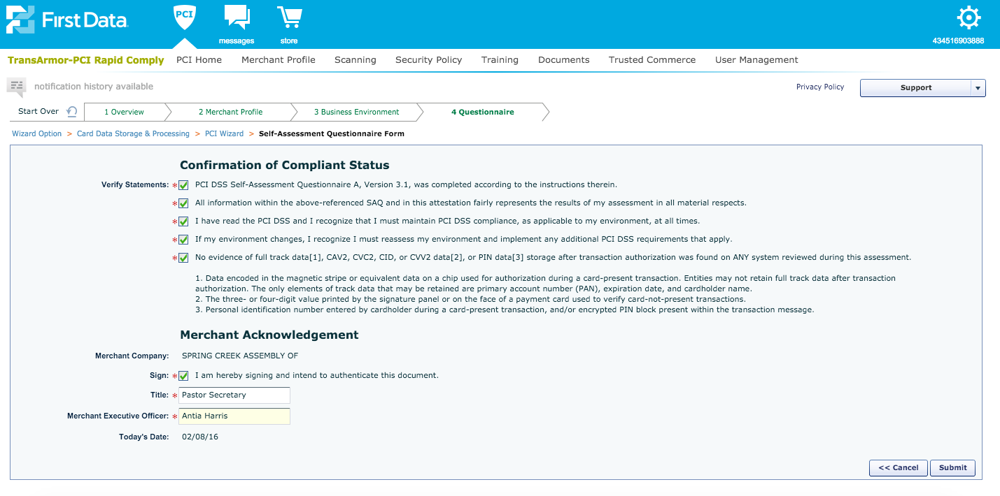 First Data
PCI
messages
store
434516903888
TransArmor-PCI Rapid Comply
PCI Home
Merchant Profile
Scanning
Security Policy
Training
Documents
Trusted Commerce
User Management
notification history available
Privacy Policy
Support
Start Over
1 Overview
2 Merchant Profile
3 Business Environment
4 Questionnaire
Wizard Option > Card Data Storage & Processing > PCI Wizard > Self-Assessment Questionnaire Form
Confirmation of Compliant Status
Verify Statements: * PCI DSS Self-Assessment Questionnaire A, Version 3.1, was completed according to the instructions therein.
* All information within the above-referenced SAQ and in this attestation fairly represents the results of my assessment in all material respects.
* I have read the PCI DSS and I recognize that I must maintain PCI DSS compliance, as applicable to my environment, at all times.
* If my environment changes, I recognize I must reassess my environment and implement any additional PCI DSS requirements that apply.
* No evidence of full track data[1], CAV2, CVC2, CID, or CVV2 data[2], or PIN data[3] storage after transaction authorization was found on ANY system reviewed during this assessment.
1. Data encoded in the magnetic stripe or equivalent data on a chip used for authorization during a card-present transaction. Entities may not retain full track data after transaction
authorization. The only elements of track data that may be retained are primary account number (PAN), expiration date, and cardholder name.
2. The three- or four-digit value printed by the signature panel or on the face of a payment card used to verify card-not-present transactions.
3. Personal identification number entered by cardholder during a card-present transaction, and/or encrypted PIN block present within the transaction message.
Merchant Acknowledgement
Merchant Company: SPRING CREEK ASSEMBLY OF
Sign: * I am hereby signing and intend to authenticate this document.
Title: * Pastor Secretary
Merchant Executive Officer: * Antia Harris
Today's Date: 02/08/16
<< Cancel
Submit